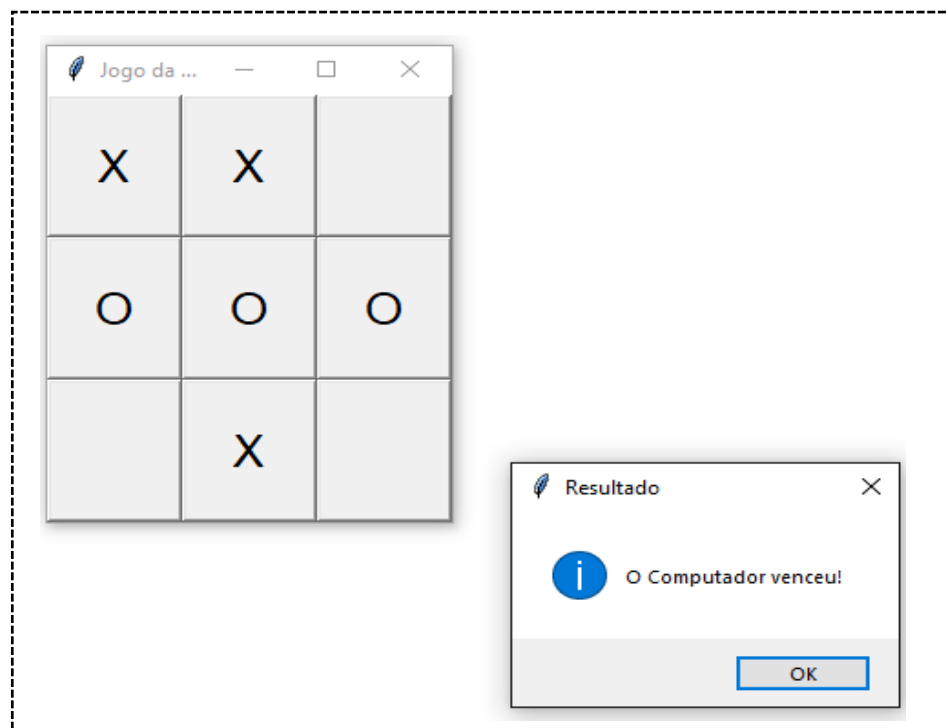 Jogo da ...
X X
O O O
X
Resultado
i
O Computador venceu!
OK